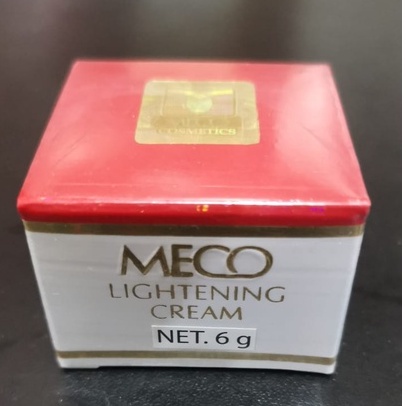 COSMETICS
MECO
LIGHTENING
CREAM
NET. 6 g